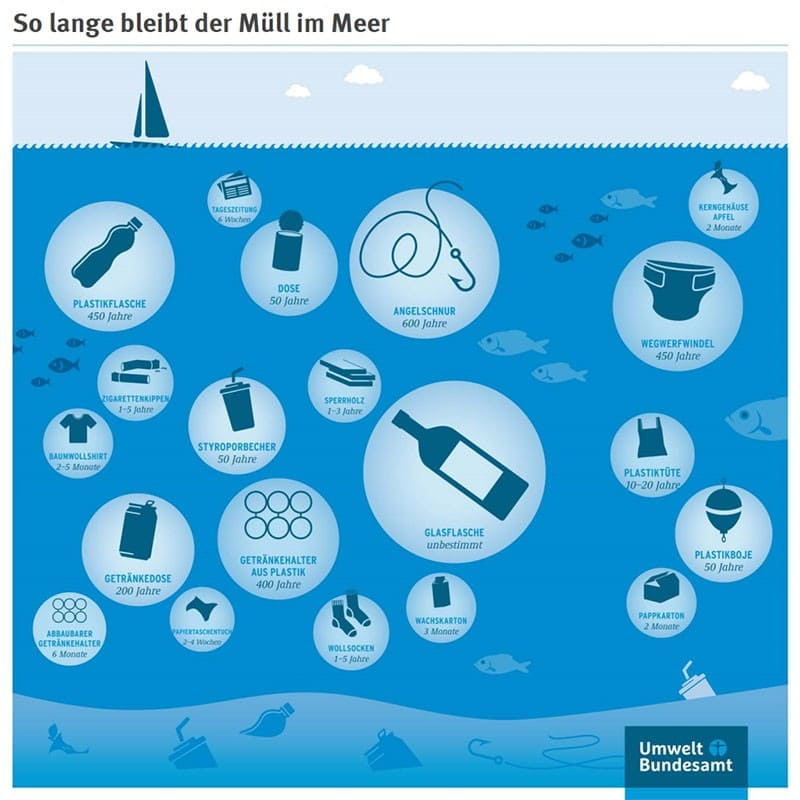 So lange bleibt der Müll im Meer
TAGESZEITUNG
6 Wochen
KERNGEHÄUSE
APFEL
2 Monate
PLASTIKFLASCHE
450 Jahre
DOSE
50 Jahre
ANGELSCHNUR
600 Jahre
WEGWERFWINDEL
450 Jahre
ZIGARETTENKIPPEN
1–5 Jahre
SPERRHOLZ
1–3 Jahre
BAUMWOLLSHIRT
2–5 Monate
STYROPORBECHER
50 Jahre
PLASTIKTÜTE
10–20 Jahre
GLASFLASCHE
unbestimmt
PLASTIKBOJE
50 Jahre
GETRÄNKEDOSE
200 Jahre
GETRÄNKEHALTER
AUS PLASTIK
400 Jahre
ABBAUBARER
GETRÄNKEHALTER
6 Monate
PAPIERTASCHENTUCH
2–4 Wochen
WOLLSOCKEN
1–5 Jahre
WACHSKARTON
3 Monate
PAPPKARTON
2 Monate
Umwelt
Bundesamt